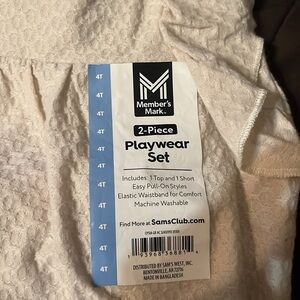 4T
4T
4T
4T
4T
4T
4T
4T
4T
4T
4T
4T
Member's
Mark.
2-Piece
Playwear
Set
Includes: 1 Top and 1 Short
Easy Pull-On Styles
Elastic Waistband for Comfort
Machine Washable
Find More at SamsClub.com
DISTRIBUTED BY SAM'S WEST, INC.
BENTONVILLE, AR 72716
MADE IN BANGLADESH